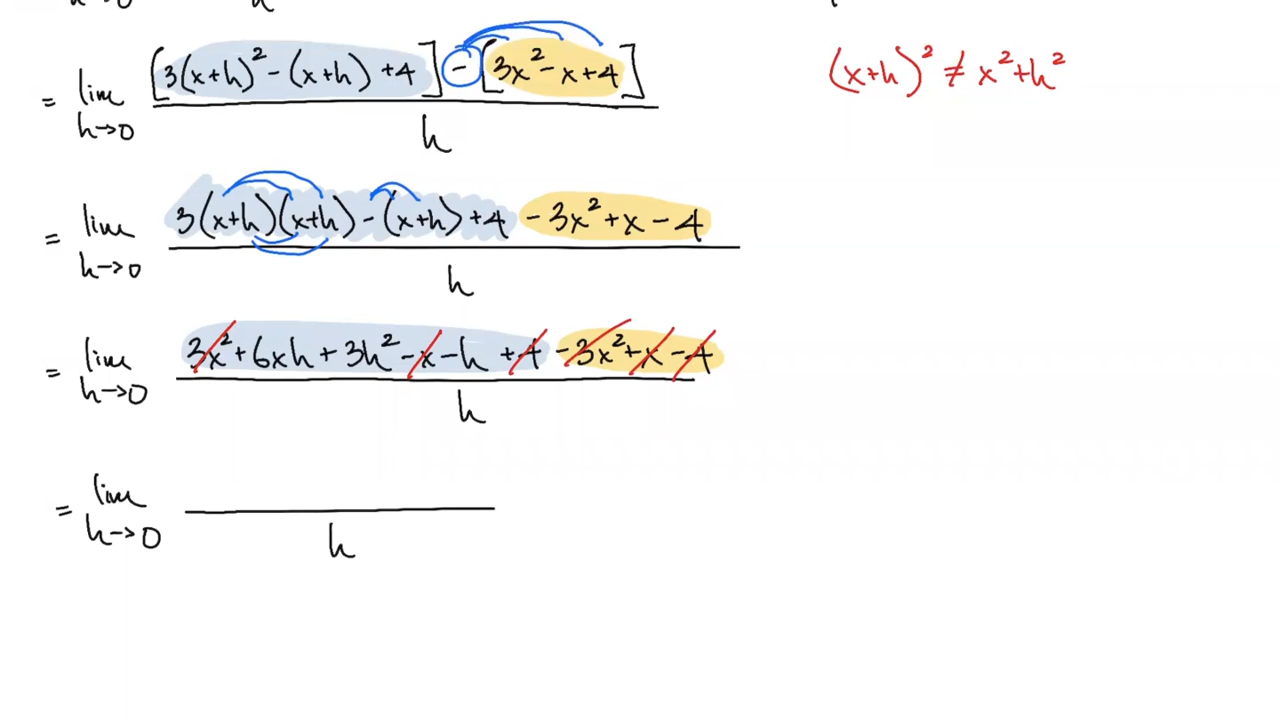 = lim h→0 [3(x+h)² - (x+h) + 4] - [3x² - x + 4] / h
(x+h)² ≠ x² + h²
= lim h→0 3(x+h)(x+h) - (x+h) + 4 - 3x² + x - 4 / h
= lim h→0 3x² + 6xh + 3h² - x - h + 4 - 3x² + x - 4 / h
= lim h→0 / h